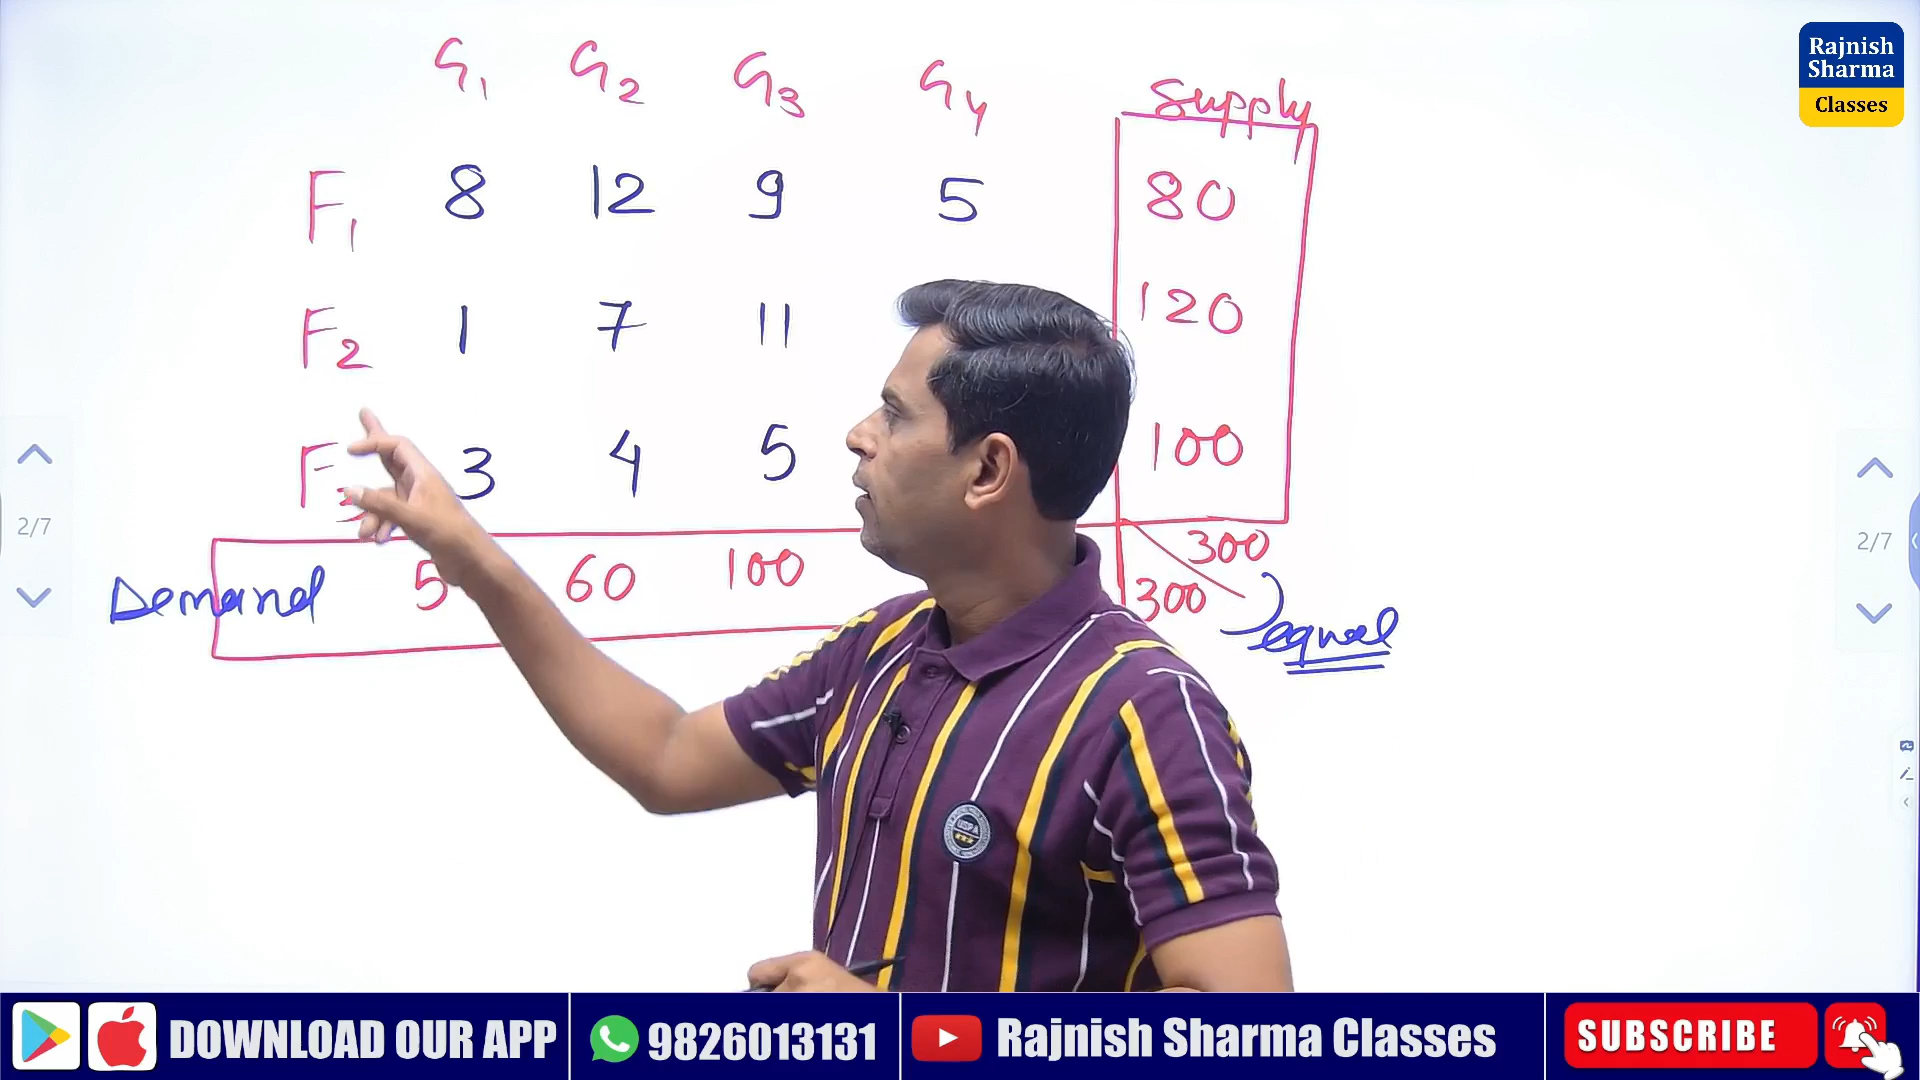 G1 G2 G3 G4 Supply
F1 8 12 9 5 80
F2 1 7 11 120
F3 3 4 5 100
Demand 5 60 100 300
300
equal
Rajnish
Sharma
Classes
2/7
2/7
DOWNLOAD OUR APP 9826013131 Rajnish Sharma Classes SUBSCRIBE